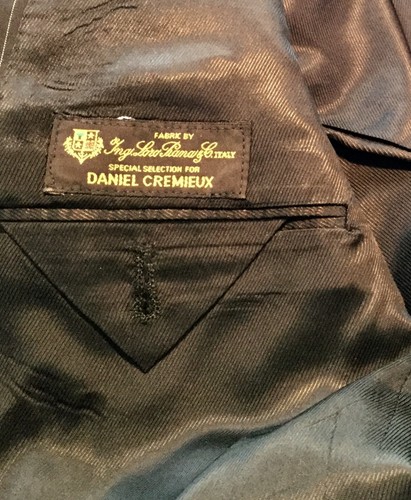 FABRIC BY
Ing. Loro Piana & C. ITALY
SPECIAL SELECTION FOR
DANIEL CREMIEUX